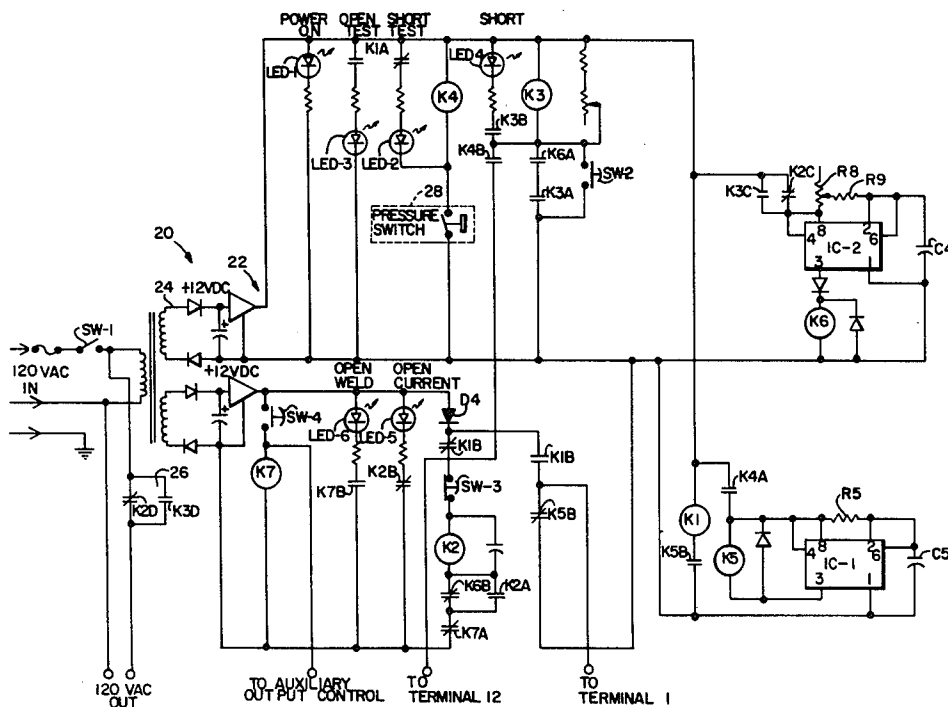 POWER ON
OPEN TEST
SHORT TEST
SHORT
K1A
LED-1
LED4
K4
K3
K3B
LED-3
LED-2
K4B
K6A
SW-2
K3A
28
PRESSURE SWITCH
K3C
K2C
R8
R9
8
4
2
6
IC-2
3
1
C4
K6
20
22
24
+12VDC
SW-1
120 VAC IN
+12VDC
OPEN WELD
OPEN CURRENT
D4
SW-4
LED-6
LED-5
K1B
K1B
K7
K2B
K7B
SW-3
K5B
26
K2D
K3D
K2
K6B
K2A
K7A
K4A
K1
K5B
K5
R5
8
4
2
6
IC-1
3
1
C5
120 VAC OUT
TO AUXILIARY OUTPUT CONTROL
TO TERMINAL 12
TO TERMINAL 1